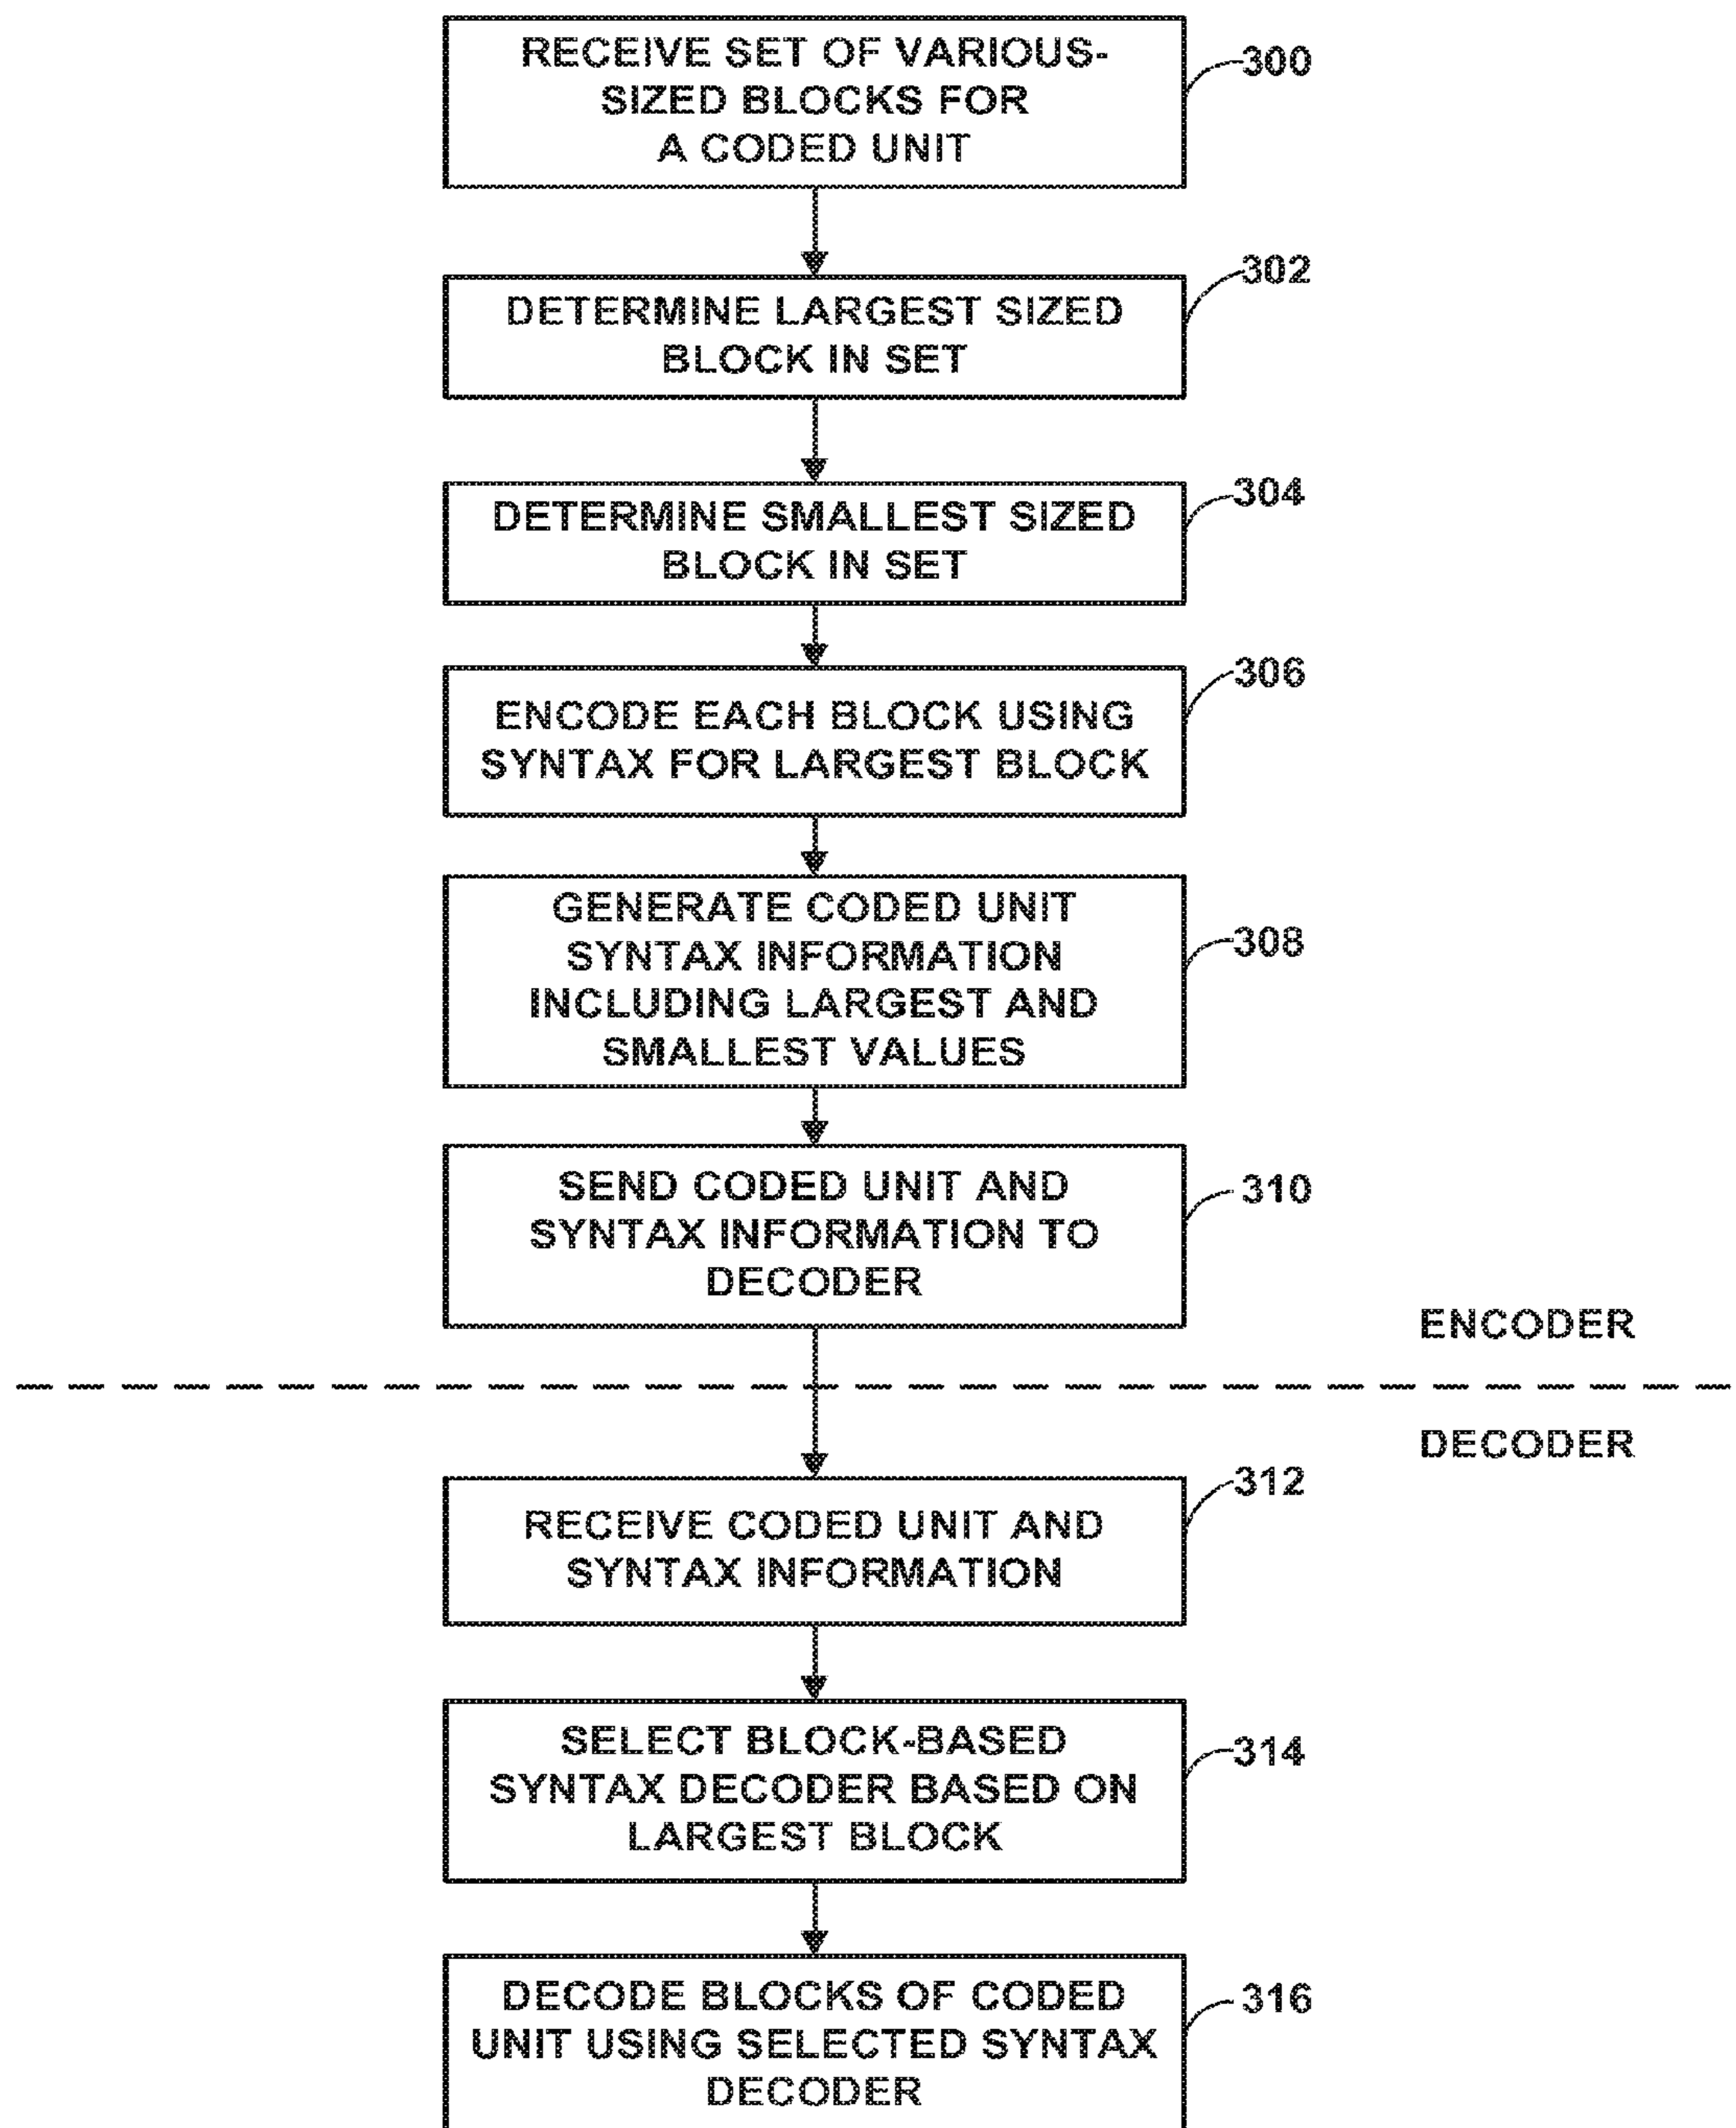 RECEIVE SET OF VARIOUS-
SIZED BLOCKS FOR
A CODED UNIT
300
DETERMINE LARGEST SIZED
BLOCK IN SET
302
DETERMINE SMALLEST SIZED
BLOCK IN SET
304
ENCODE EACH BLOCK USING
SYNTAX FOR LARGEST BLOCK
306
GENERATE CODED UNIT
SYNTAX INFORMATION
INCLUDING LARGEST AND
SMALLEST VALUES
308
SEND CODED UNIT AND
SYNTAX INFORMATION TO
DECODER
310
ENCODER
DECODER
RECEIVE CODED UNIT AND
SYNTAX INFORMATION
312
SELECT BLOCK-BASED
SYNTAX DECODER BASED ON
LARGEST BLOCK
314
DECODE BLOCKS OF CODED
UNIT USING SELECTED SYNTAX
DECODER
316